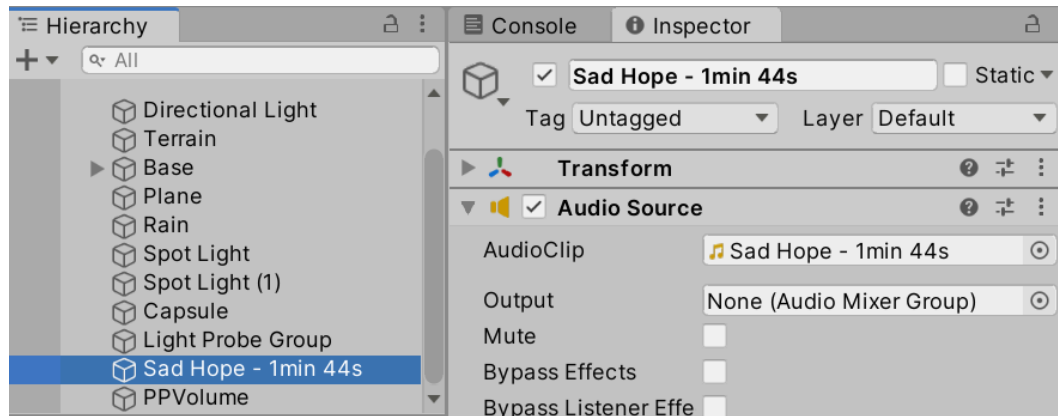 Hierarchy
All
Directional Light
Terrain
Base
Plane
Rain
Spot Light
Spot Light (1)
Capsule
Light Probe Group
Sad Hope - 1min 44s
PPVolume
Console
Inspector
Sad Hope - 1min 44s
Static
Tag Untagged Layer Default
Transform
Audio Source
AudioClip Sad Hope - 1min 44s
Output None (Audio Mixer Group)
Mute
Bypass Effects
Bypass Listener Effe